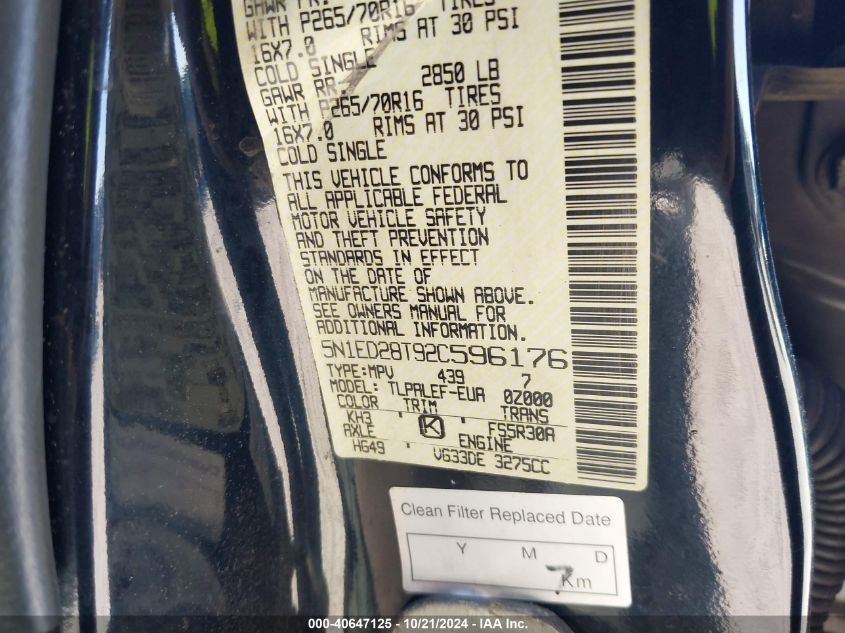 GAWR FR.
WITH P265/70R16 TIRES
16X7.0 RIMS AT 30 PSI
COLD SINGLE
GAWR RR. 2850 LB
WITH P265/70R16 TIRES
16X7.0 RIMS AT 30 PSI
COLD SINGLE
THIS VEHICLE CONFORMS TO
ALL APPLICABLE FEDERAL
MOTOR VEHICLE SAFETY
AND THEFT PREVENTION
STANDARDS IN EFFECT
ON THE DATE OF
MANUFACTURE SHOWN ABOVE.
SEE OWNERS MANUAL FOR
ADDITIONAL INFORMATION.
5N1ED28T92C596176
TYPE:MPV 439 7
MODEL: TLPALEF-EUA 0Z000
COLOR TRIM TRANS
KH3 K FS5R30A
AXLE ENGINE
HG49 VG33DE 3275CC
Clean Filter Replaced Date
Y M D
7 Km
000-40647125 - 10/21/2024 - IAA Inc.